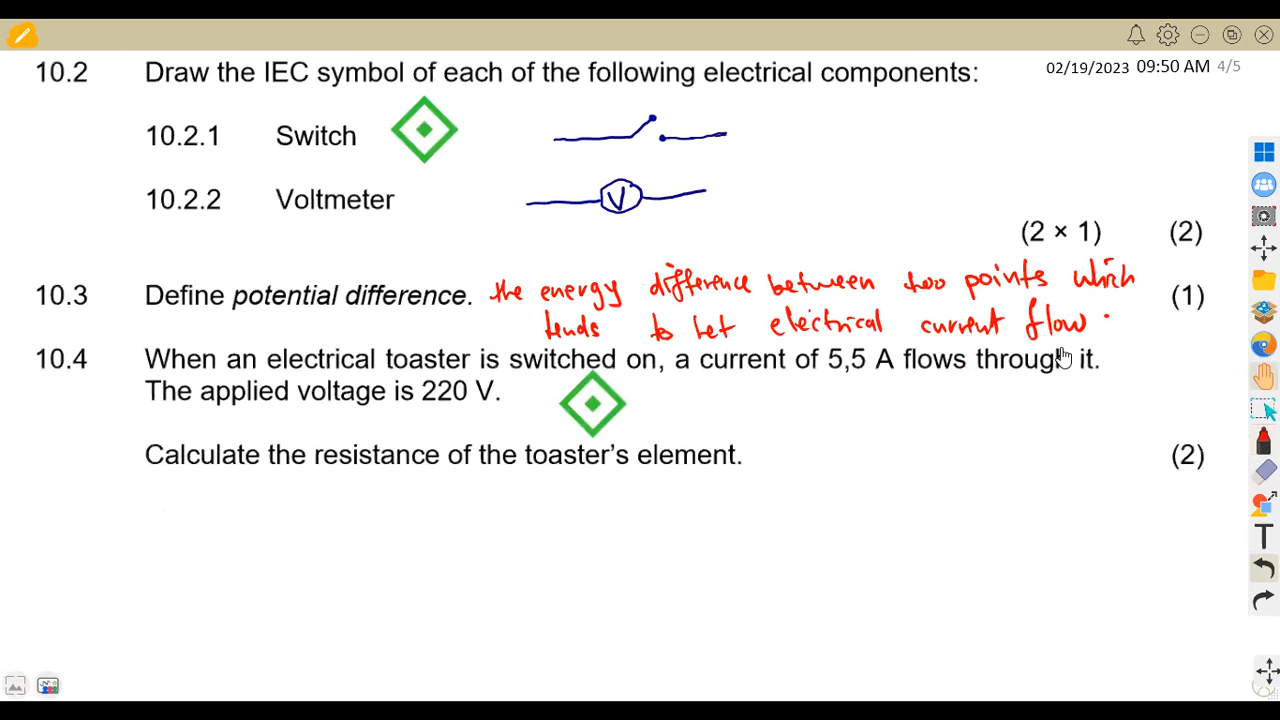 02/19/2023 09:50 AM 4/5
10.2 Draw the IEC symbol of each of the following electrical components:
10.2.1 Switch
10.2.2 Voltmeter V
(2 × 1) (2)
10.3 Define potential difference. the energy difference between two points which (1)
tends to let electrical current flow.
10.4 When an electrical toaster is switched on, a current of 5,5 A flows through it.
The applied voltage is 220 V.
Calculate the resistance of the toaster's element. (2)
T